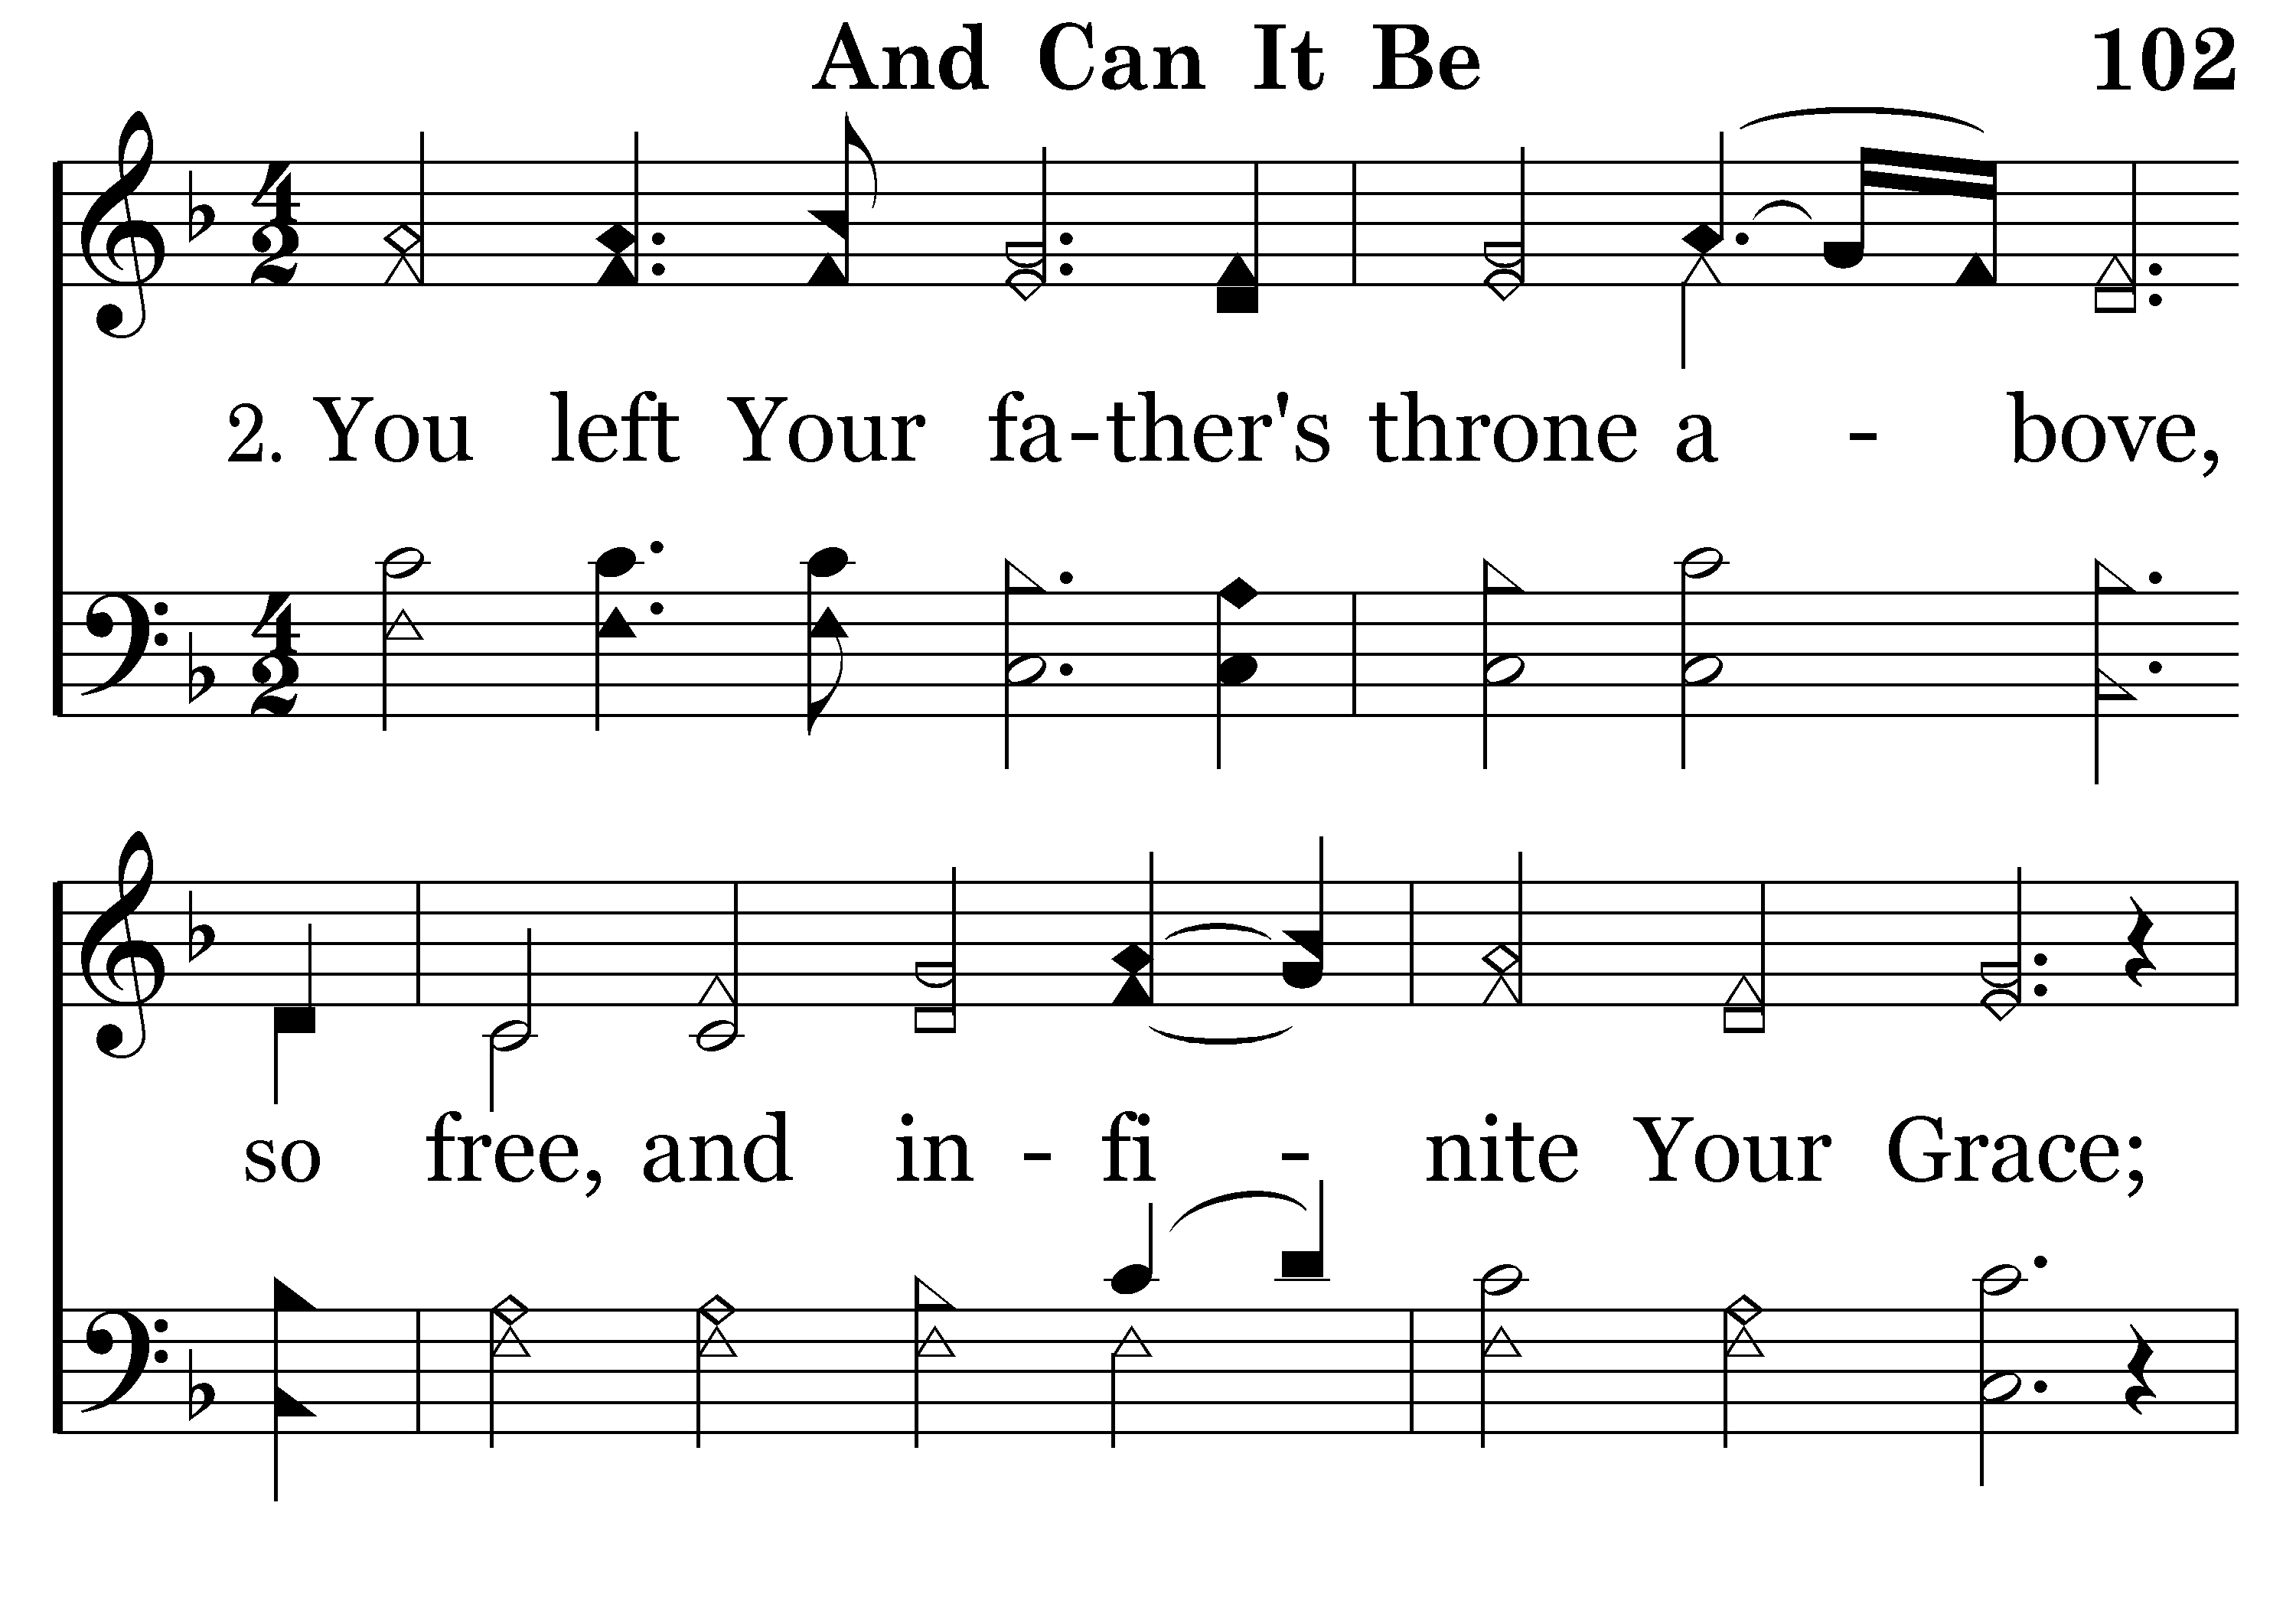 And Can It Be 102
2. You left Your fa-ther's throne a - bove,
so free, and in - fi - nite Your Grace;